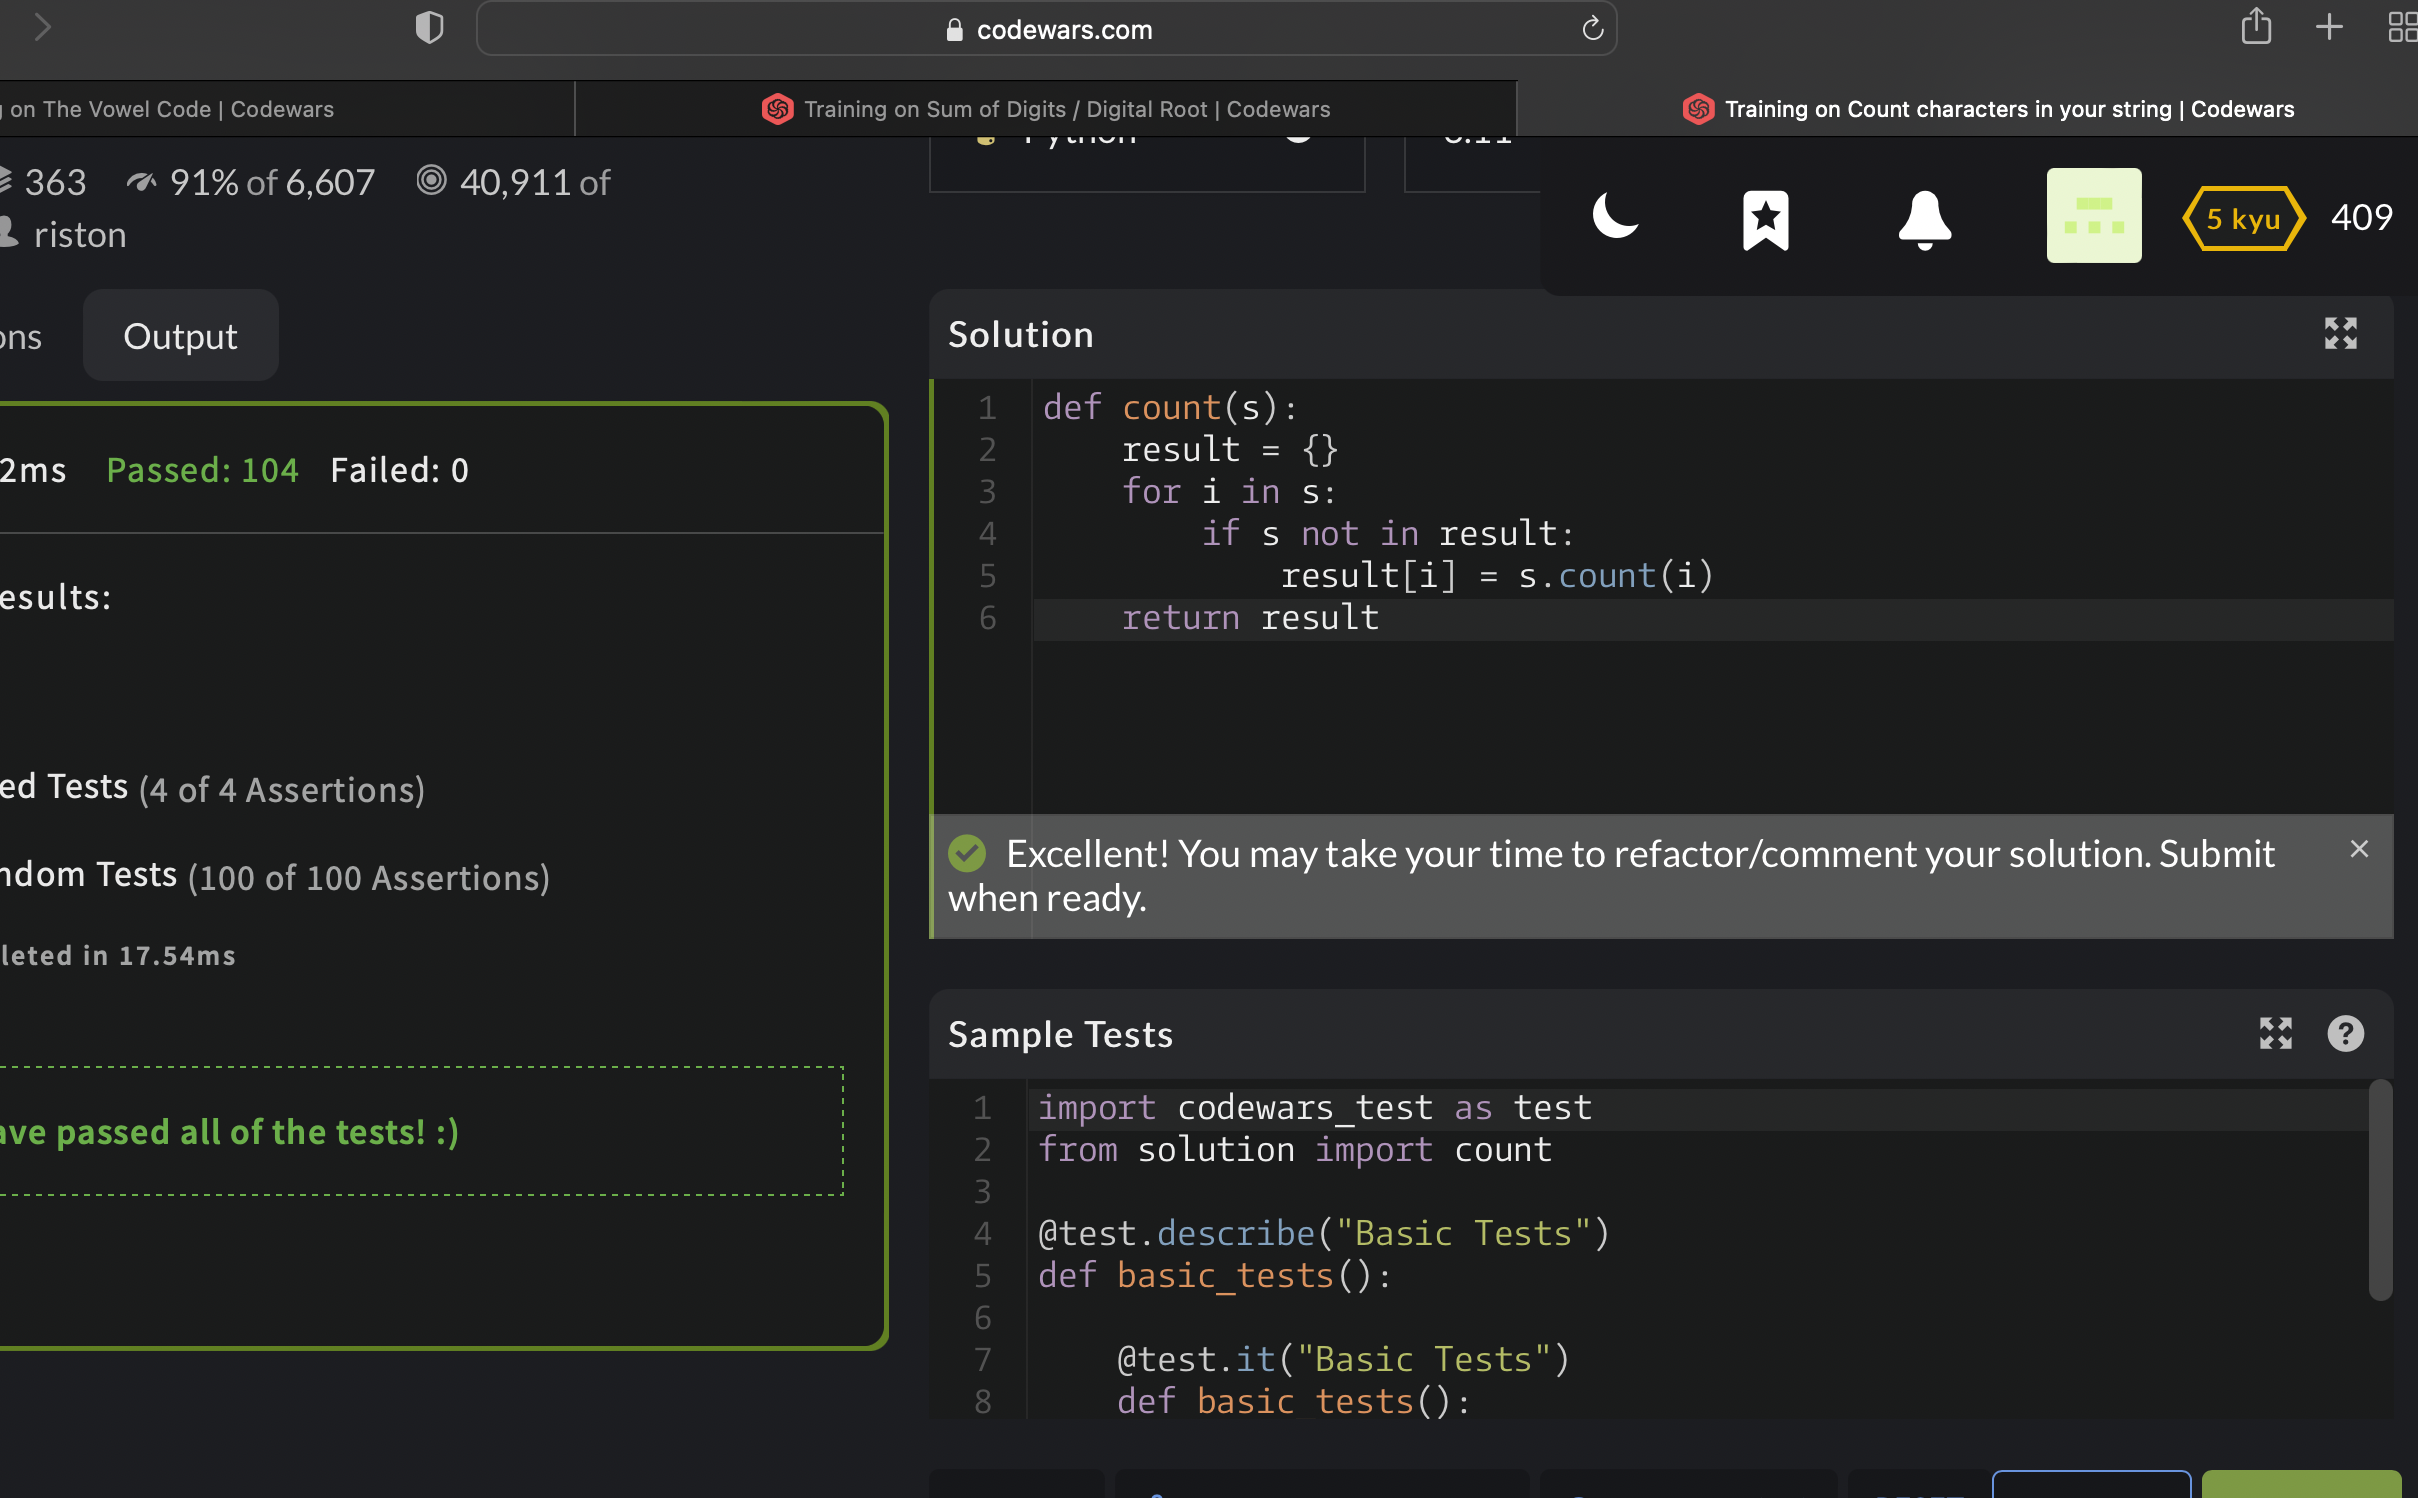 codewars.com
on The Vowel Code | Codewars
Training on Sum of Digits / Digital Root | Codewars
Training on Count characters in your string | Codewars
363 91% of 6,607 40,911 of
riston
Python
5 kyu 409
Output
Solution
2ms Passed: 104 Failed: 0
1 def count(s):
2 result = {}
3 for i in s:
4 if s not in result:
5 result[i] = s.count(i)
6 return result
esults:
ed Tests (4 of 4 Assertions)
ndom Tests (100 of 100 Assertions)
leted in 17.54ms
ave passed all of the tests! :)
Excellent! You may take your time to refactor/comment your solution. Submit
when ready.
Sample Tests
1 import codewars_test as test
2 from solution import count
3
4 @test.describe("Basic Tests")
5 def basic_tests():
6
7 @test.it("Basic Tests")
8 def basic_tests():